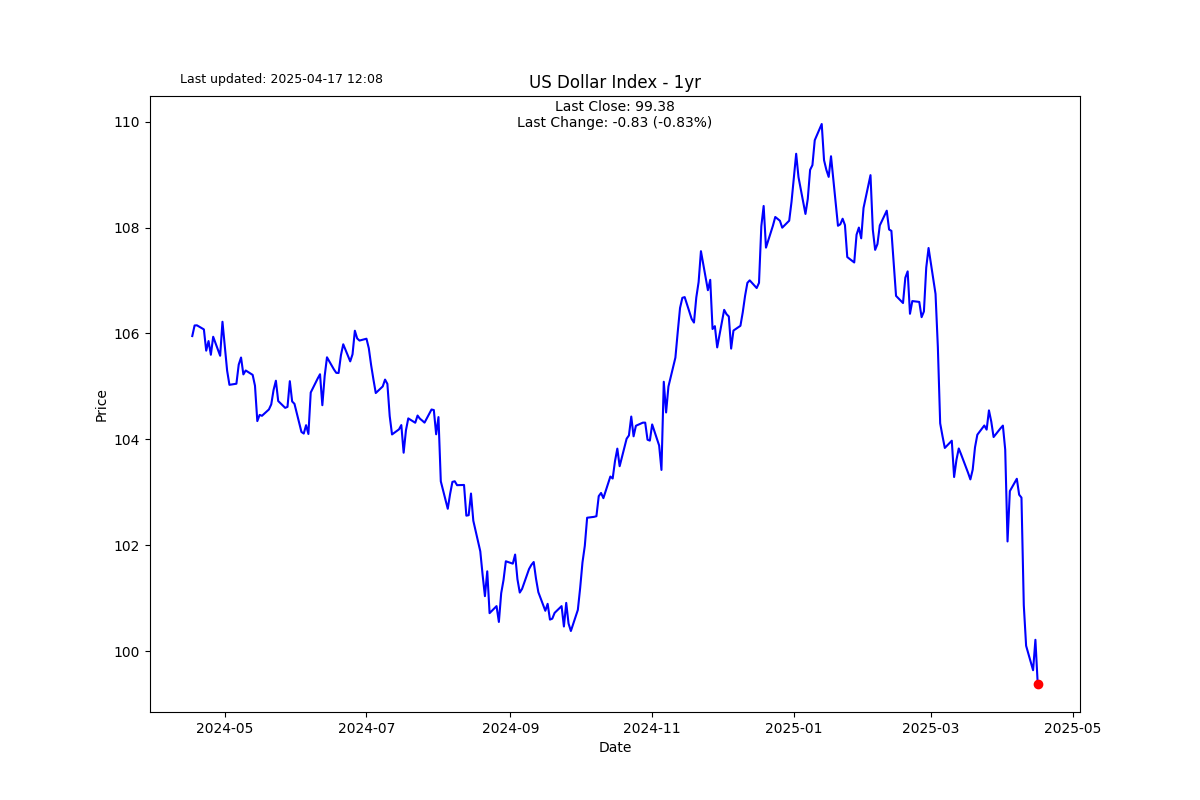 Last updated: 2025-04-17 12:08
US Dollar Index - 1yr
Last Close: 99.38
Last Change: -0.83 (-0.83%)
Price
110
108
106
104
102
100
2024-05
2024-07
2024-09
2024-11
2025-01
2025-03
2025-05
Date